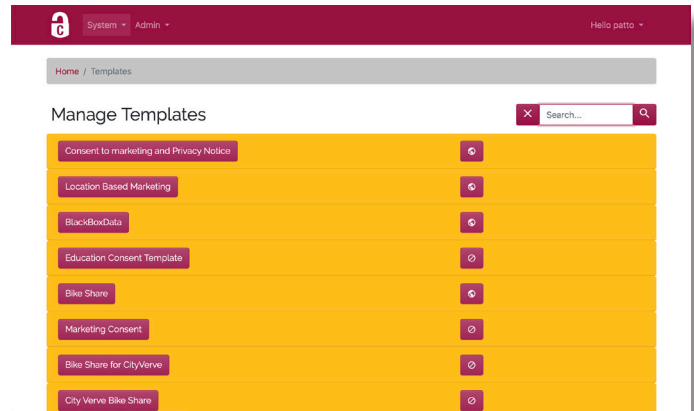 c
System Admin Hello patto
Home / Templates
Manage Templates
Search...
Consent to marketing and Privacy Notice
Location Based Marketing
BlackBoxData
Education Consent Template
Bike Share
Marketing Consent
Bike Share for CityVerve
City Verve Bike Share